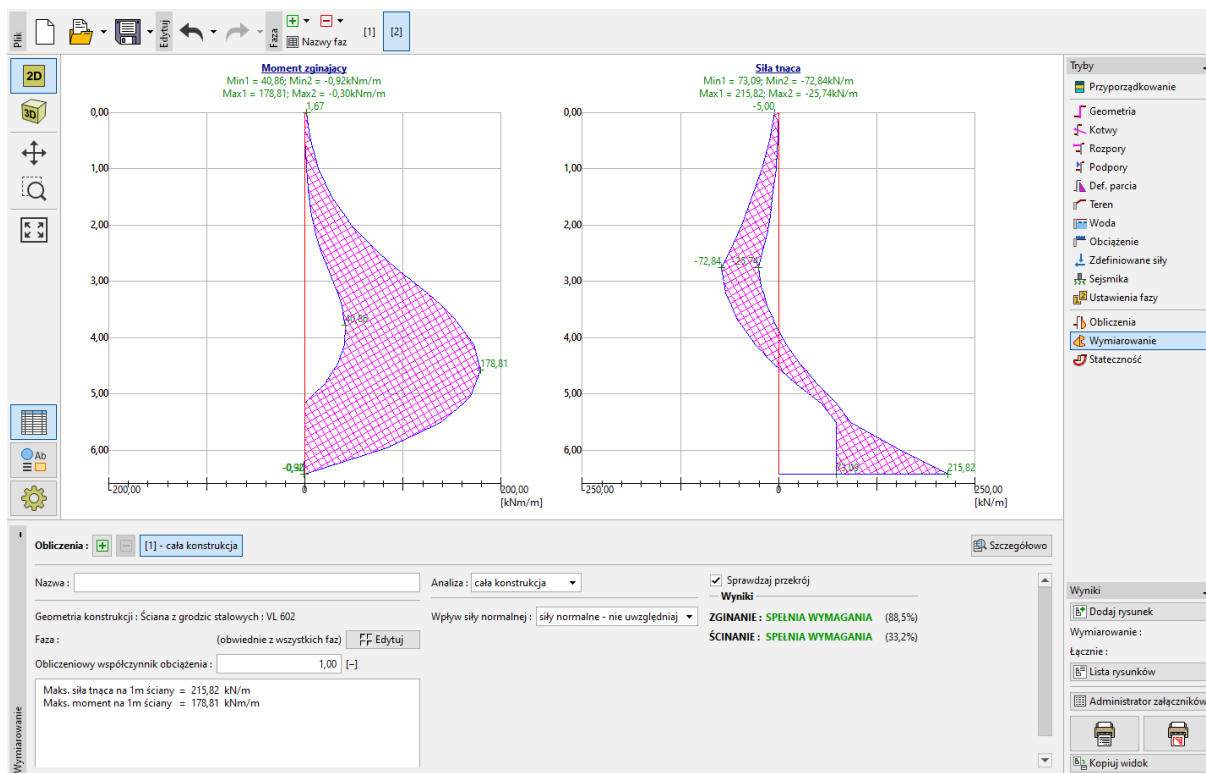 Plik
Edytuj
Faza
Nazwy faz
[1]
[2]
2D
3D
Ab
Moment zginajacy
Min1 = 40,86; Min2 = -0,92kNm/m
Max1 = 178,81; Max2 = -0,30kNm/m
1,67
0,00
1,00
2,00
3,00
4,00
5,00
6,00
40,86
178,81
-200,00
0
200,00
[kNm/m]
Siła tnaca
Min1 = 73,09; Min2 = -72,84kN/m
Max1 = 215,82; Max2 = -25,74kN/m
-5,00
0,00
1,00
2,00
3,00
4,00
5,00
6,00
-72,84
-25,74
73,09
215,82
-250,00
0
250,00
[kN/m]
Tryby
Przyporządkowanie
Geometria
Kotwy
Rozpory
Podpory
Def. parcia
Teren
Woda
Obciążenie
Zdefiniowane siły
Sejsmika
Ustawienia fazy
Obliczenia
Wymiarowanie
Stateczność
Wymiarowanie
Obliczenia :
[1] - cała konstrukcja
Szczegółowo
Nazwa :
Analiza : cała konstrukcja
Sprawdzaj przekrój
Geometria konstrukcji : Ściana z grodzic stalowych : VL 602
Wpływ siły normalnej : siły normalne - nie uwzględniaj
Wyniki
ZGINANIE : SPEŁNIA WYMAGANIA (88,5%)
ŚCINANIE : SPEŁNIA WYMAGANIA (33,2%)
Faza :
(obwiednie z wszystkich faz)
Edytuj
Obliczeniowy współczynnik obciążenia : 1,00 [–]
Maks. siła tnąca na 1m ściany = 215,82 kN/m
Maks. moment na 1m ściany = 178,81 kNm/m
Wyniki
Dodaj rysunek
Wymiarowanie :
Łącznie :
Lista rysunków
Administrator załączników
Kopiuj widok